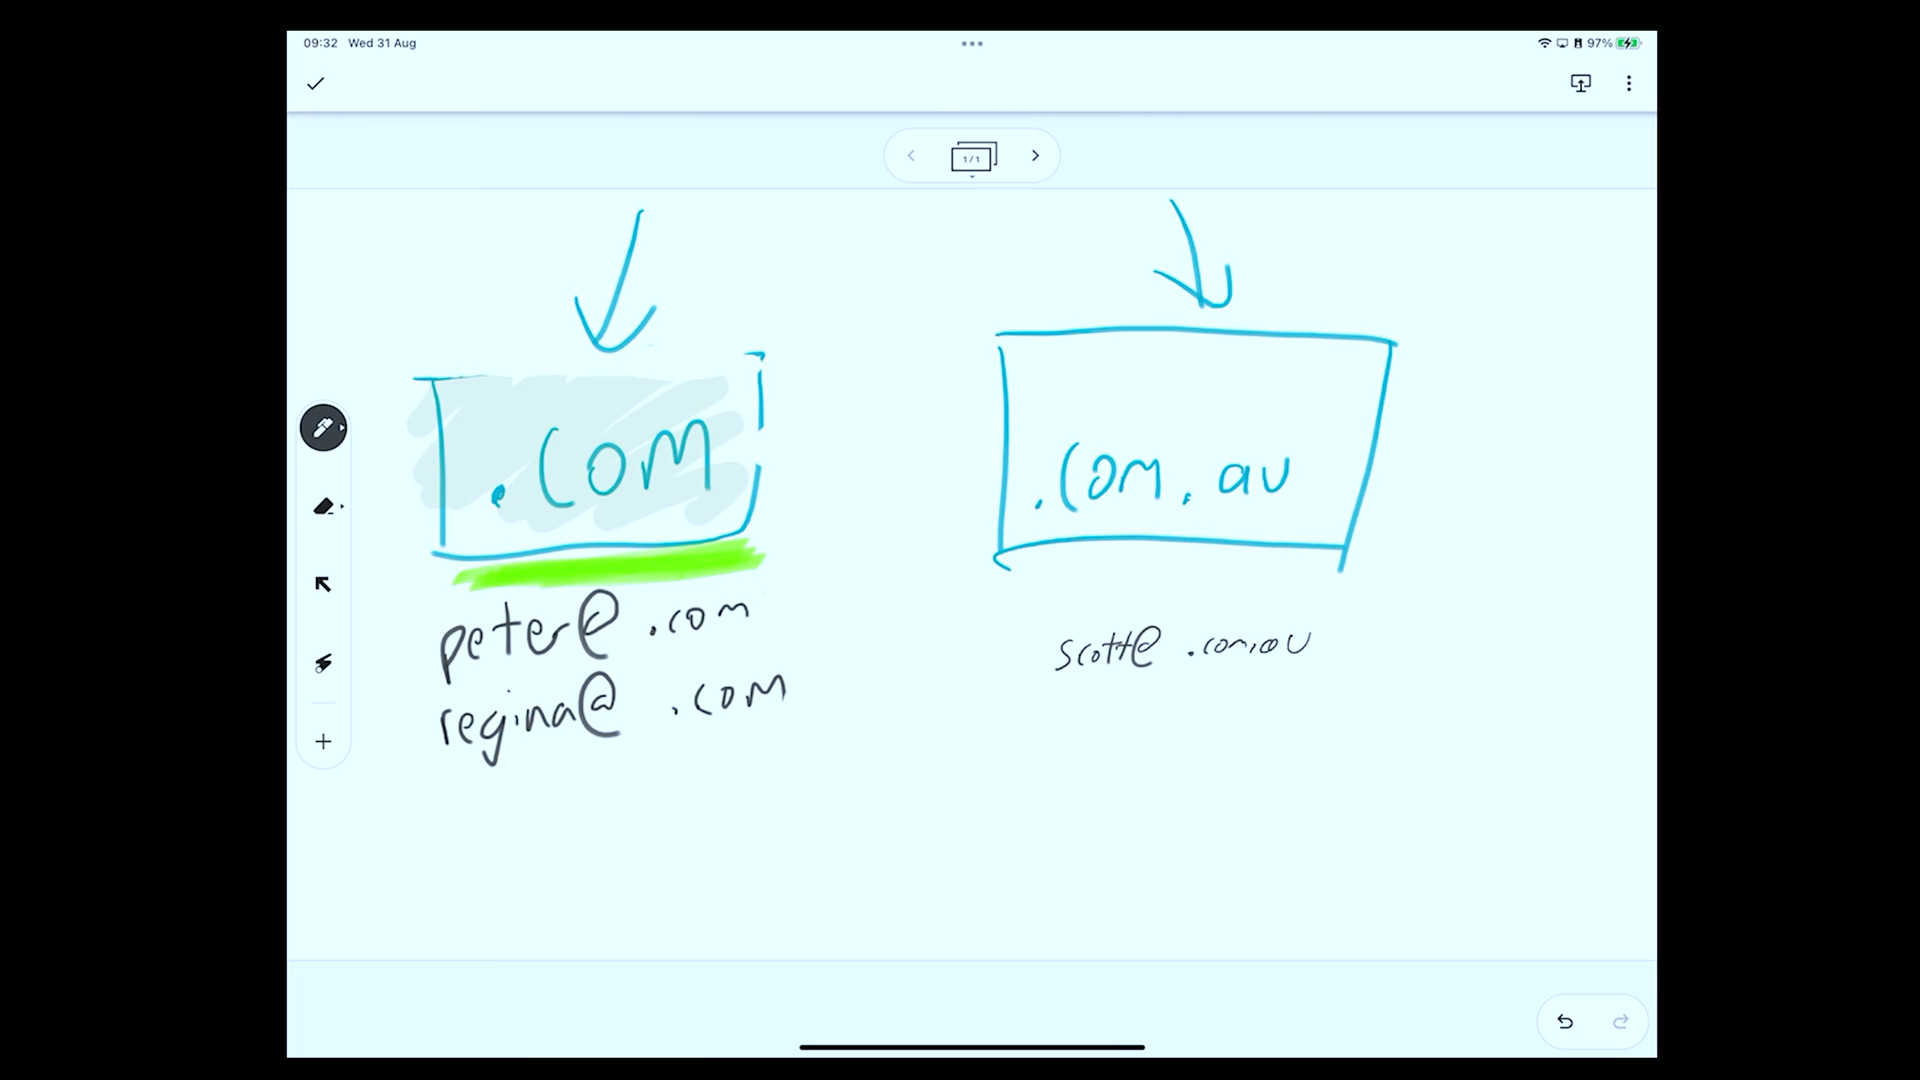 09:32 Wed 31 Aug
97%
1/1
.com
.com.au
peter@ .com
scott@ .com.au
regina@ .com